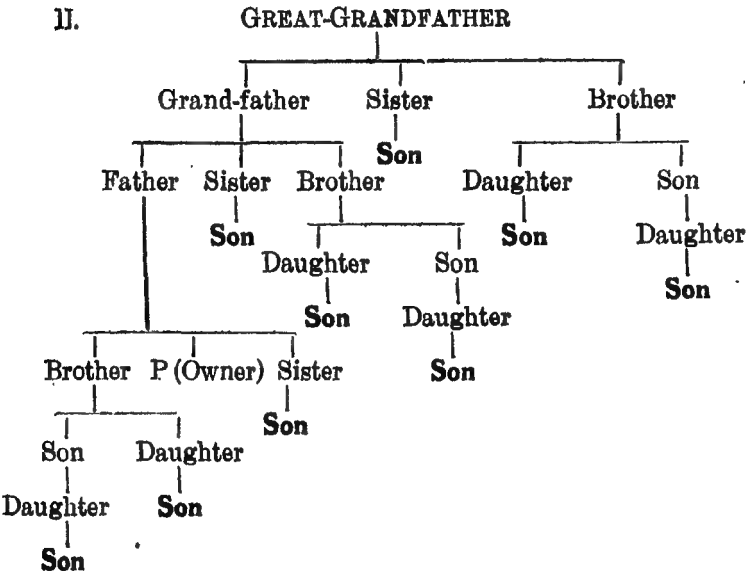 II. GREAT-GRANDFATHER
Grand-father Sister Brother
Son
Father Sister Brother Daughter Son
Son Son Daughter
Daughter Son
Son
Son Daughter
Brother P (Owner) Sister Son
Son
Son Daughter
Daughter Son
Son